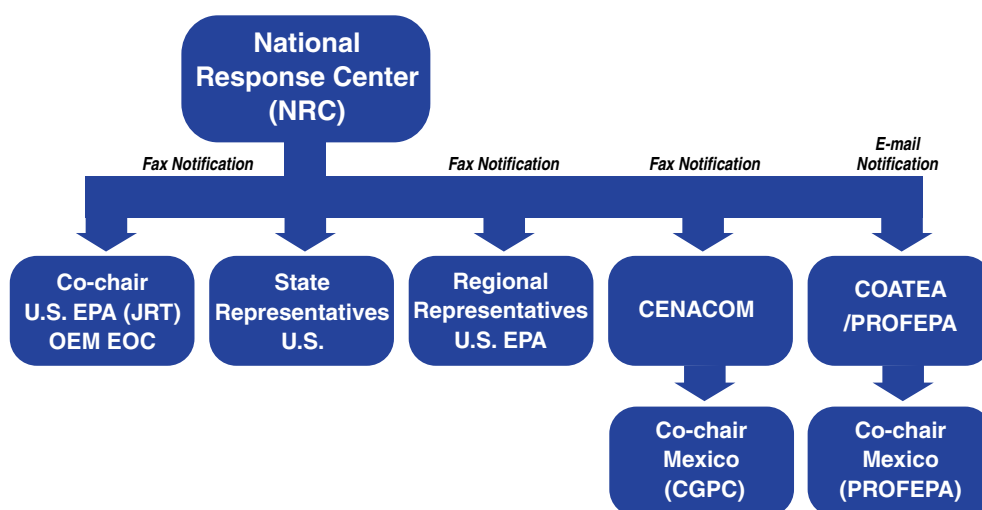 National
Response Center
(NRC)
Fax Notification
Fax Notification
Fax Notification
E-mail
Notification
Co-chair
U.S. EPA (JRT)
OEM EOC
State
Representatives
U.S.
Regional
Representatives
U.S. EPA
CENACOM
COATEA
/PROFEPA
Co-chair
Mexico
(CGPC)
Co-chair
Mexico
(PROFEPA)